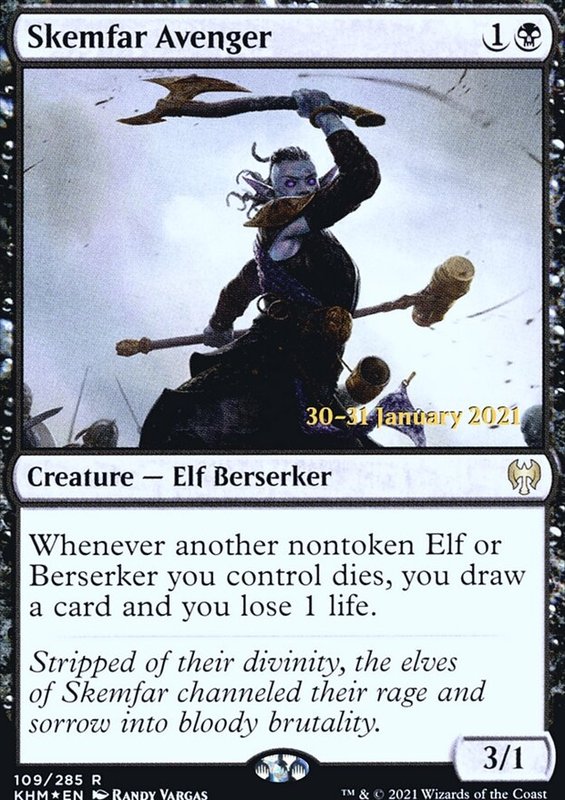 Skemfar Avenger 1
30-31 January 2021
Creature — Elf Berserker
Whenever another nontoken Elf or
Berserker you control dies, you draw
a card and you lose 1 life.
Stripped of their divinity, the elves
of Skemfar channeled their rage and
sorrow into bloody brutality.
3/1
109/285 R
KHM★EN Randy Vargas
™ & © 2021 Wizards of the Coast